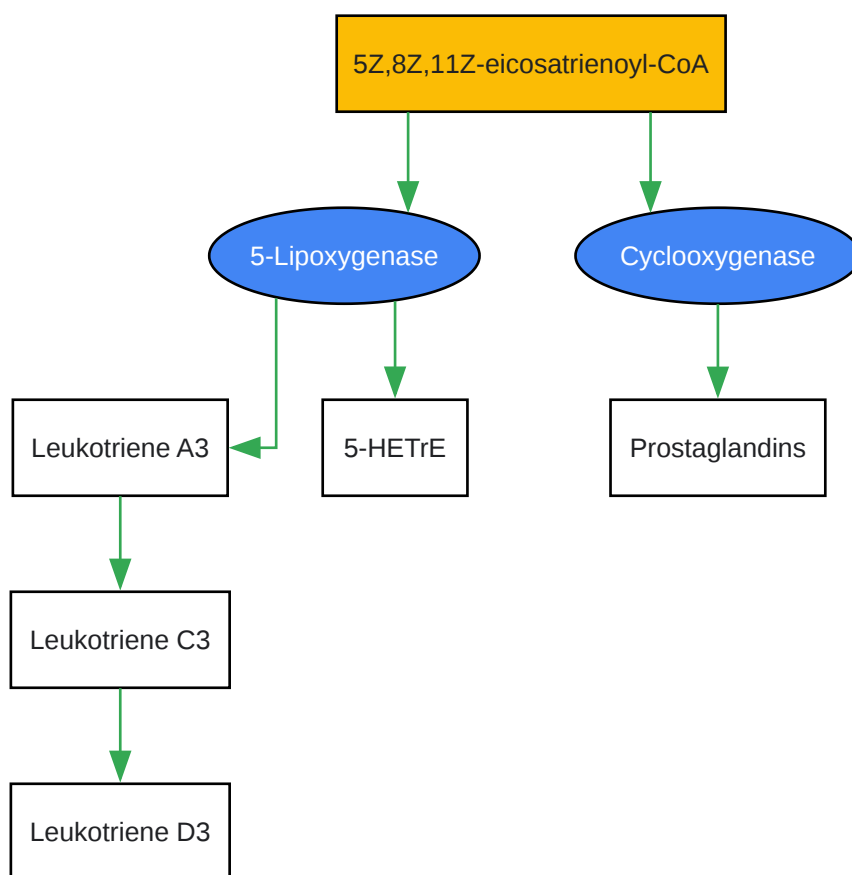 5Z,8Z,11Z-eicosatrienoyl-CoA
5-Lipoxygenase
Cyclooxygenase
Leukotriene A3
5-HETrE
Prostaglandins
Leukotriene C3
Leukotriene D3